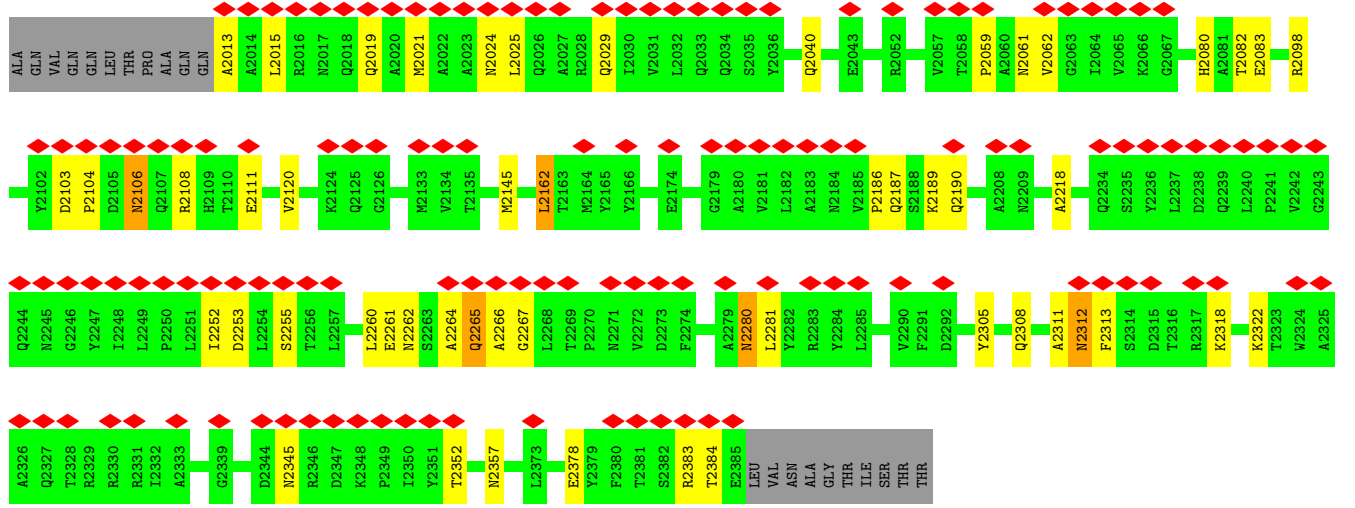 ALA GLN VAL GLN GLN LEU THR PRO ALA GLN GLN A2013 A2014 L2015 R2016 N2017 Q2018 Q2019 A2020 M2021 A2022 A2023 N2024 L2025 Q2026 A2027 R2028 Q2029 I2030 V2031 L2032 Q2033 Q2034 S2035 Y2036 Q2040 E2043 R2052 V2057 T2058 P2059 A2060 N2061 V2062 G2063 I2064 V2065 K2066 G2067 H2080 A2081 T2082 E2083 R2098
Y2102 D2103 P2104 D2105 N2106 Q2107 R2108 H2109 T2110 E2111 V2120 K2124 Q2125 G2126 M2133 V2134 T2135 M2145 L2162 T2163 M2164 Y2165 Y2166 E2174 G2179 A2180 V2181 L2182 A2183 N2184 V2185 P2186 Q2187 S2188 K2189 Q2190 A2208 N2209 A2218 Q2234 S2235 Y2236 L2237 D2238 Q2239 L2240 P2241 V2242 G2243
Q2244 N2245 G2246 Y2247 I2248 L2249 P2250 L2251 I2252 D2253 L2254 S2255 T2256 L2257 L2260 E2261 N2262 S2263 A2264 Q2265 A2266 G2267 L2268 T2269 P2270 N2271 V2272 D2273 F2274 A2279 N2280 L2281 Y2282 R2283 Y2284 L2285 V2290 F2291 D2292 Y2305 Q2308 A2311 N2312 F2313 S2314 D2315 T2316 R2317 K2318 K2322 T2323 W2324 A2325
A2326 Q2327 T2328 R2329 R2330 R2331 I2332 A2333 G2339 D2344 N2345 R2346 D2347 K2348 P2349 I2350 Y2351 T2352 N2357 L2373 E2378 Y2379 F2380 T2381 S2382 R2383 T2384 E2385 LEU VAL ASN ALA GLY THR ILE SER THR THR